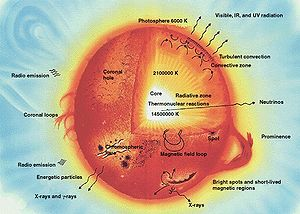 Photosphere 6000 K
Visible, IR, and UV radiation
Turbulent convection
Convective zone
Radio emission
Coronal
hole
2100000 K
Core
Radiative zone
Thermonuclear reactions
14500000 K
Neutrinos
Coronal loops
Chromospheric
flare
Spot
Prominence
Magnetic field loop
Radio emission
Energetic particles
Bright spots and short-lived
magnetic regions
X-rays and γ-rays
X-rays